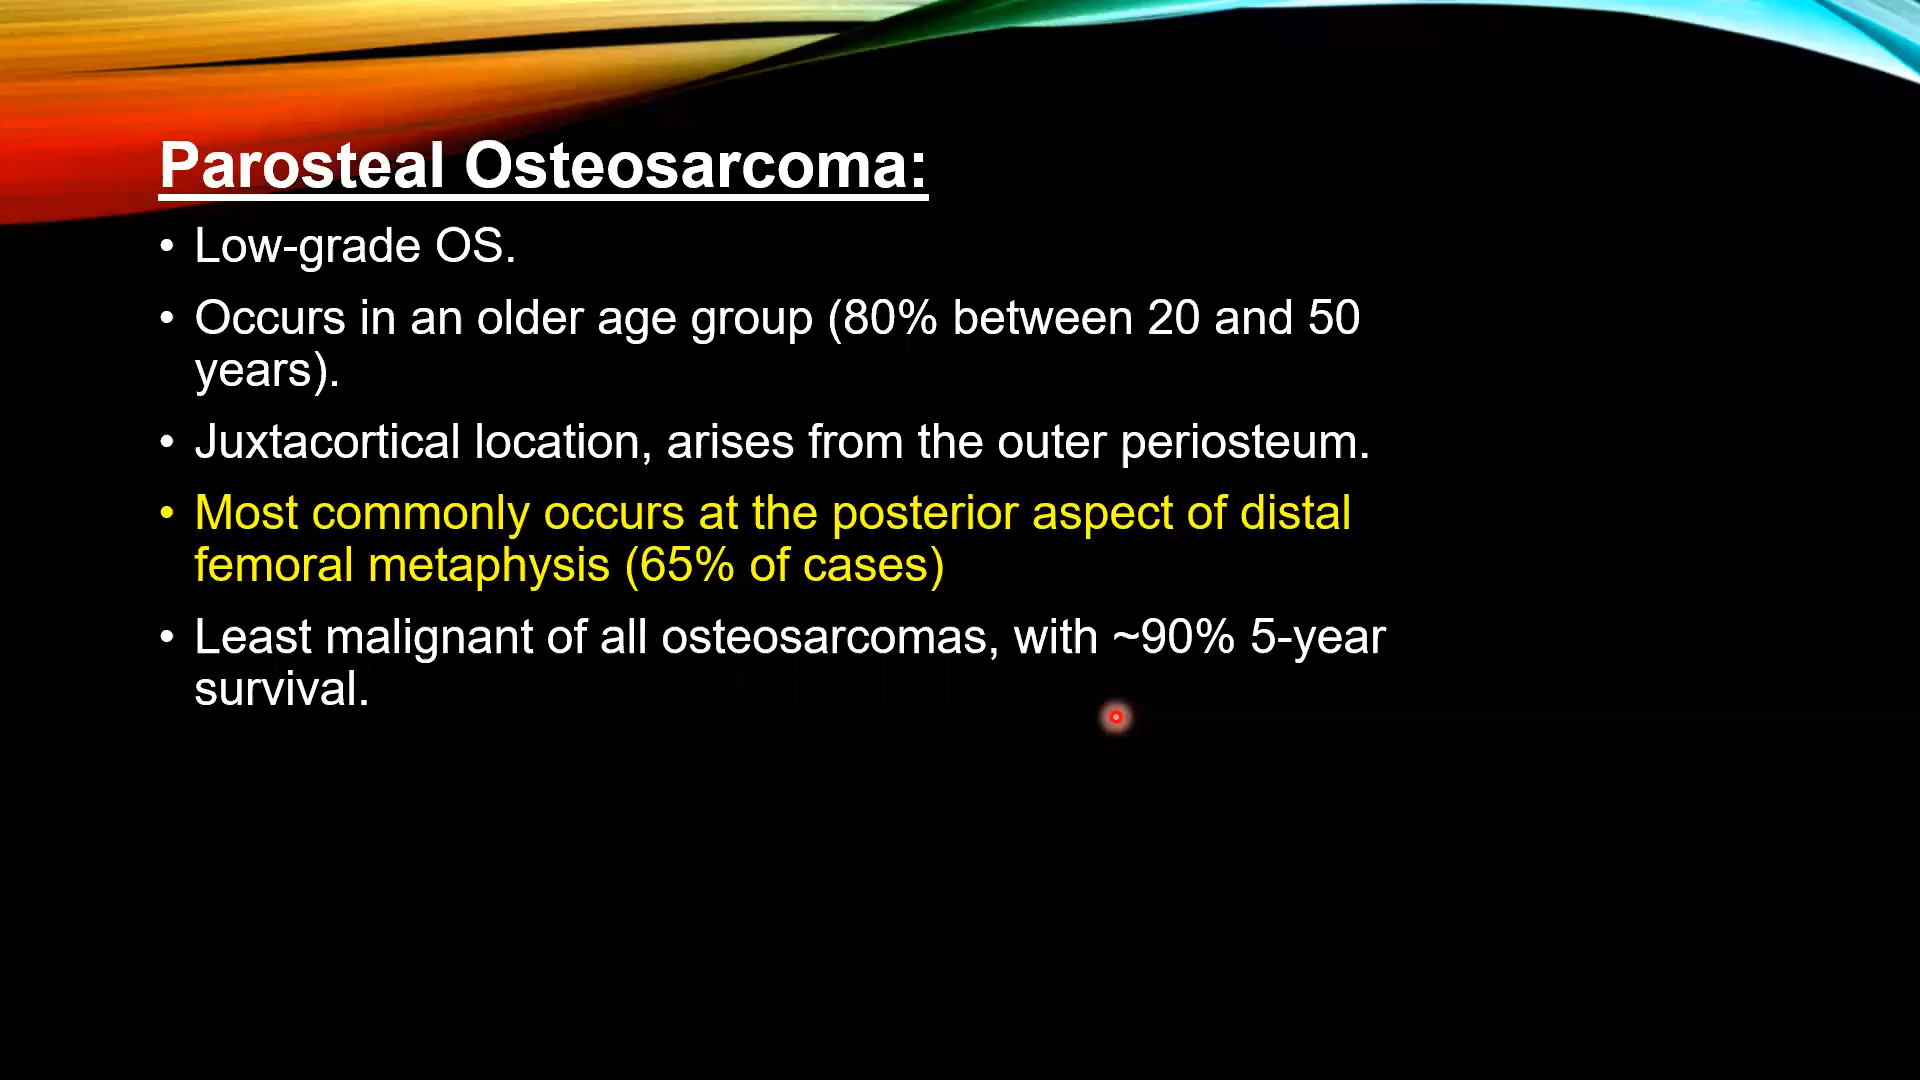 Parosteal Osteosarcoma:
• Low-grade OS.
• Occurs in an older age group (80% between 20 and 50
years).
• Juxtacortical location, arises from the outer periosteum.
• Most commonly occurs at the posterior aspect of distal
femoral metaphysis (65% of cases)
• Least malignant of all osteosarcomas, with ~90% 5-year
survival.